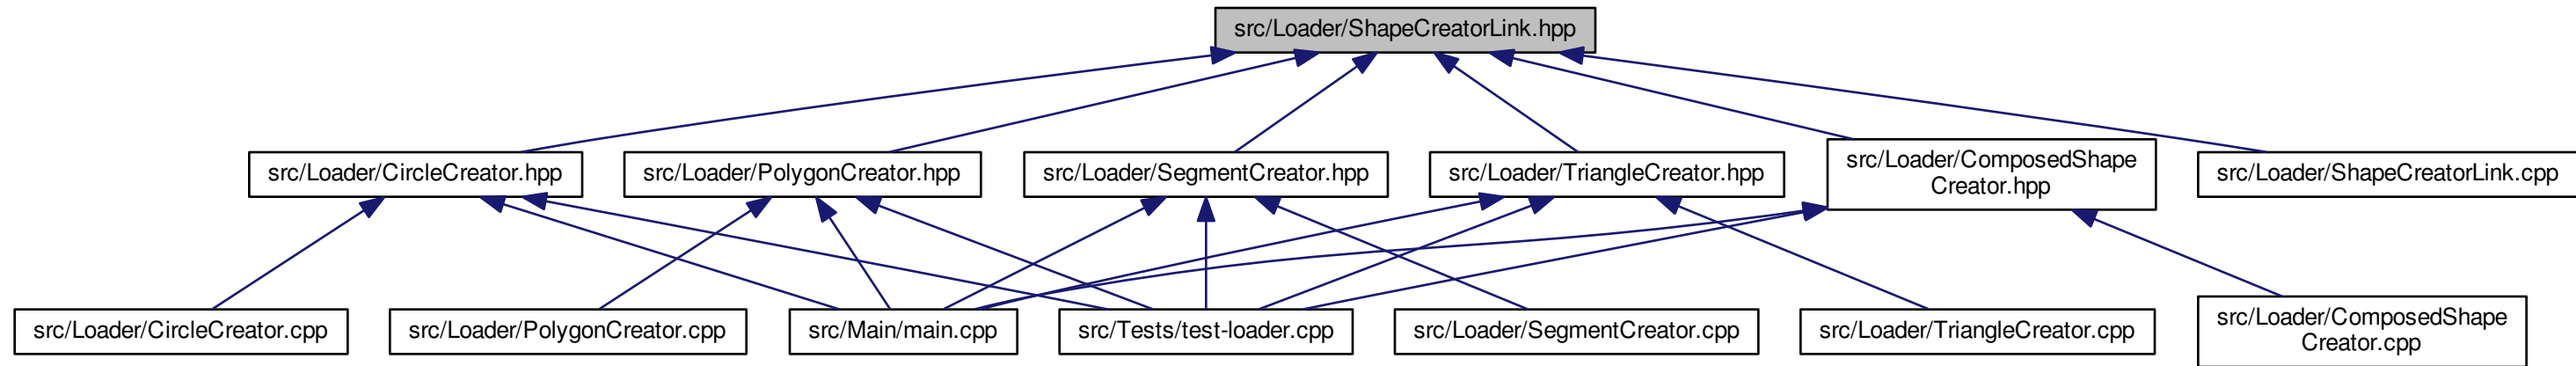 src/Loader/ShapeCreatorLink.hpp
src/Loader/CircleCreator.hpp
src/Loader/PolygonCreator.hpp
src/Loader/SegmentCreator.hpp
src/Loader/TriangleCreator.hpp
src/Loader/ComposedShape
Creator.hpp
src/Loader/ShapeCreatorLink.cpp
src/Loader/CircleCreator.cpp
src/Loader/PolygonCreator.cpp
src/Main/main.cpp
src/Tests/test-loader.cpp
src/Loader/SegmentCreator.cpp
src/Loader/TriangleCreator.cpp
src/Loader/ComposedShape
Creator.cpp